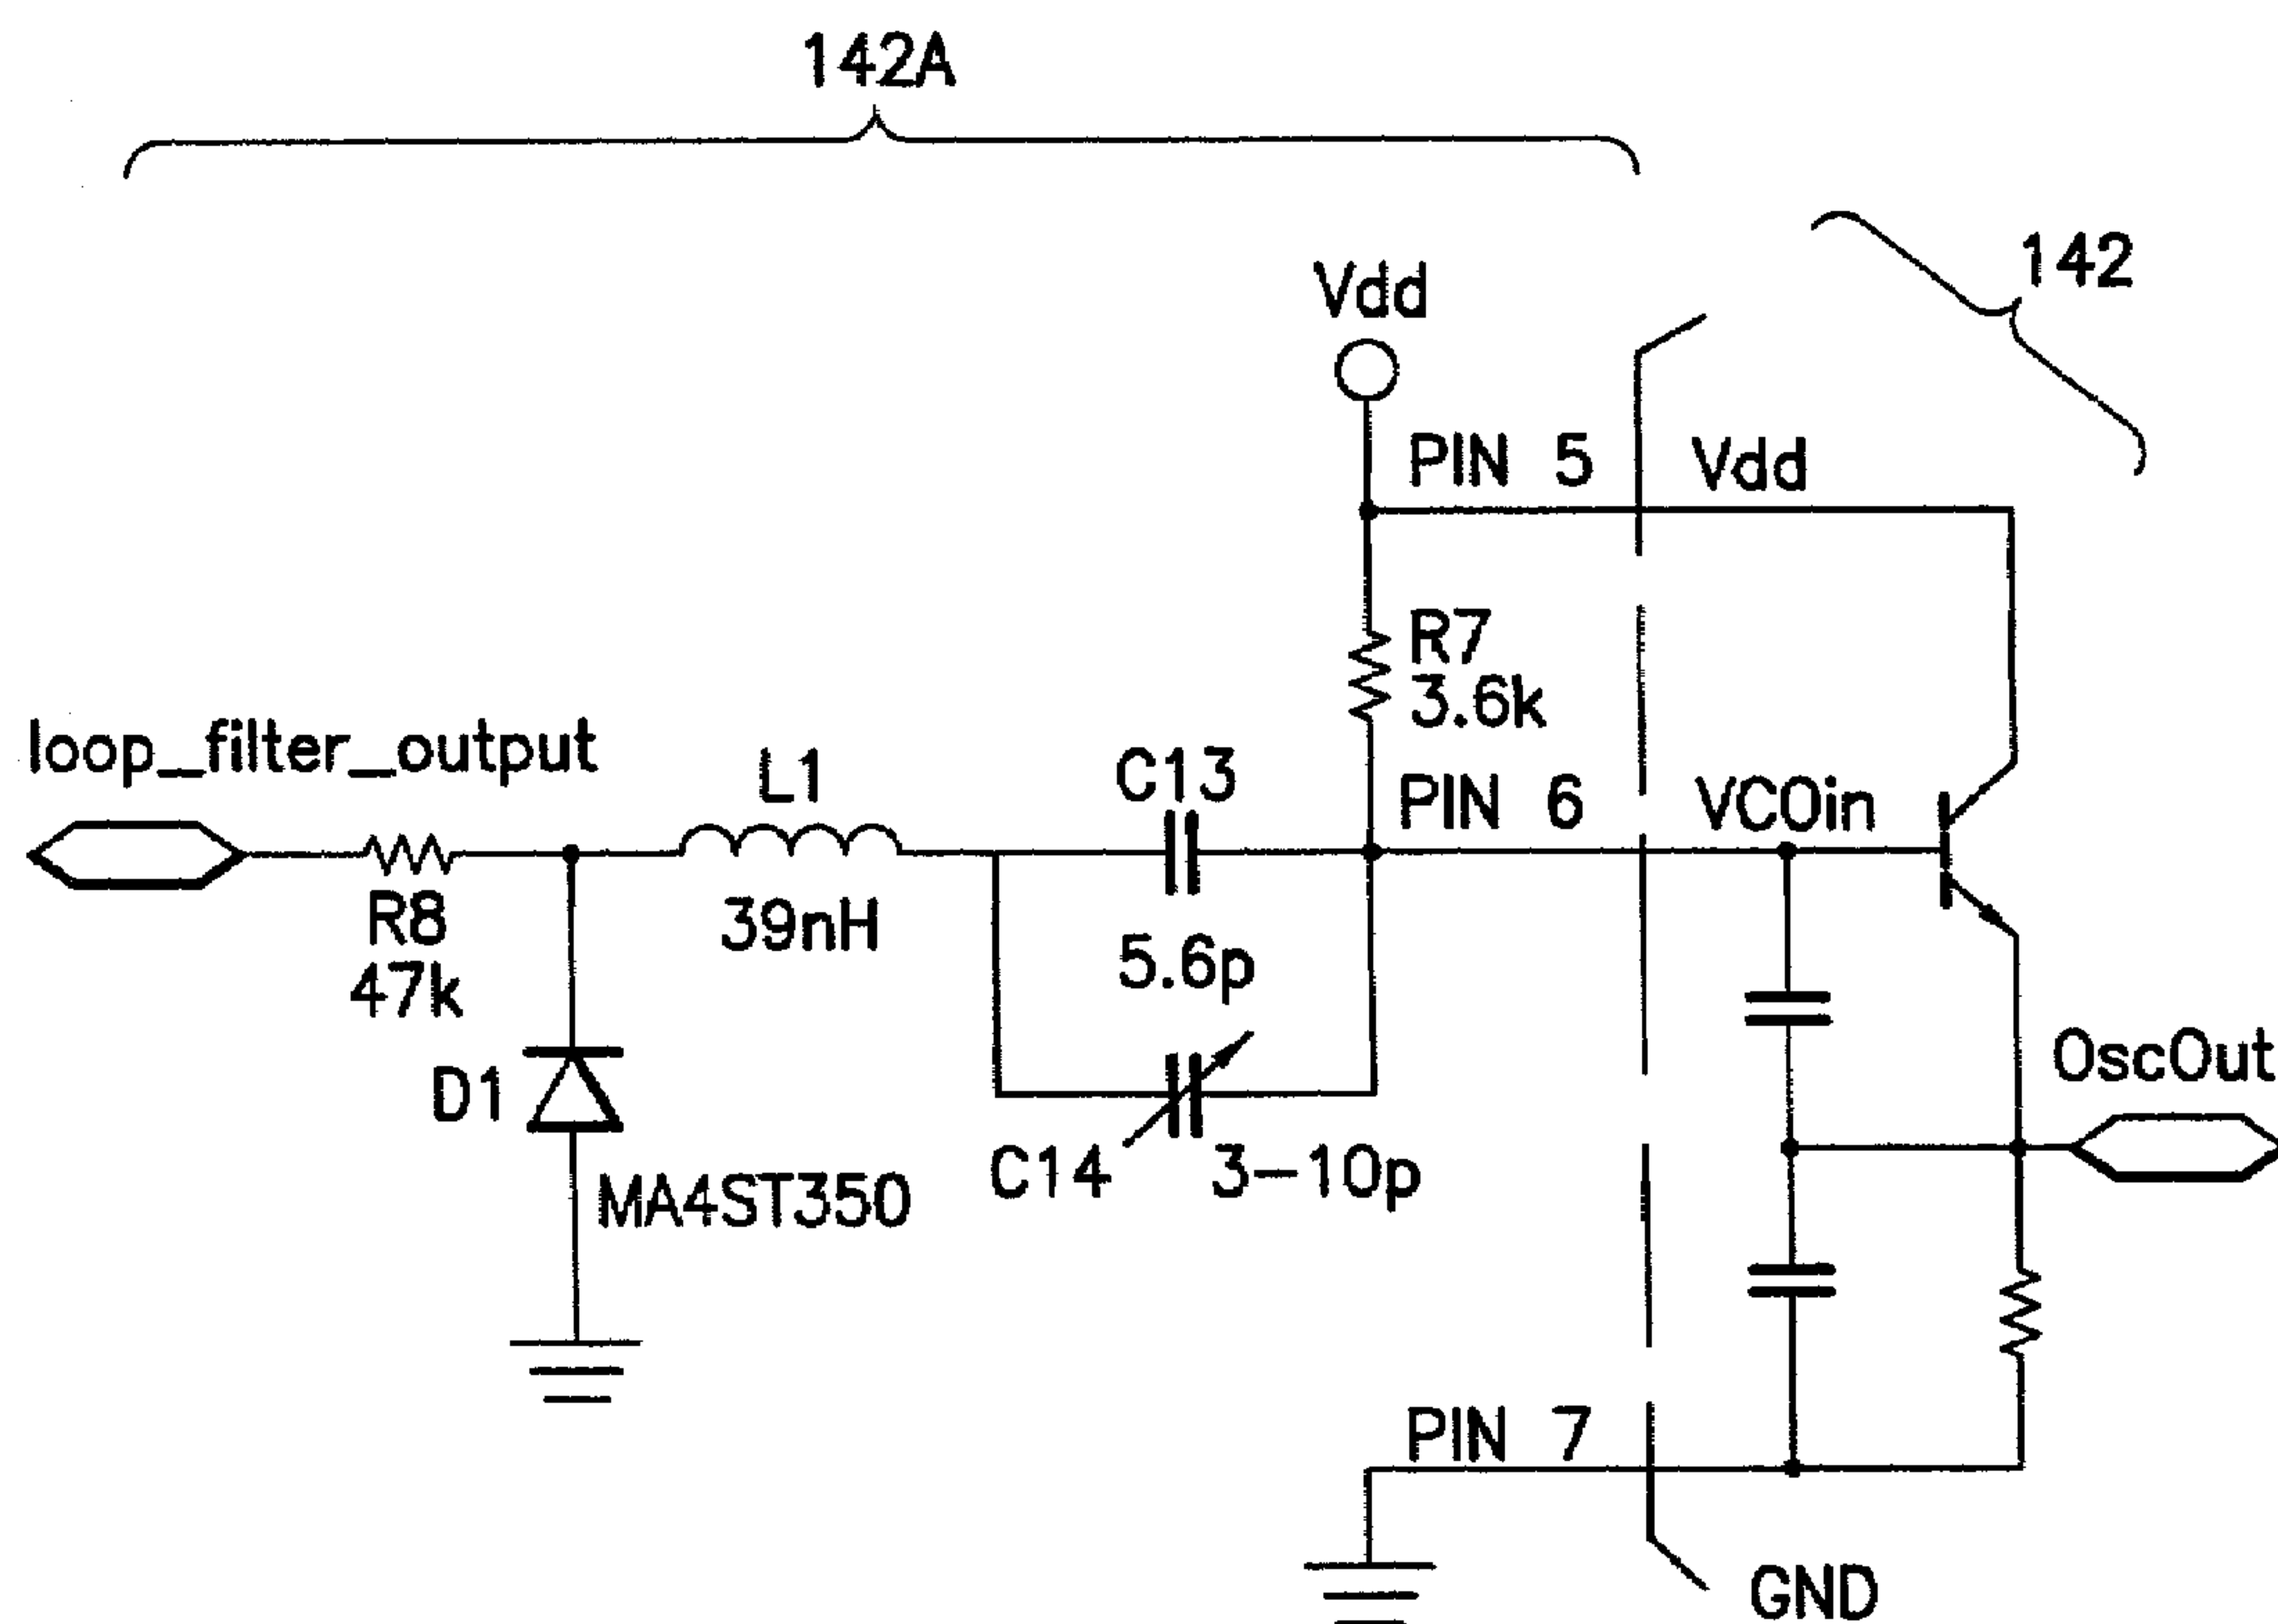 142A
142
Vdd
PIN 5
Vdd
R7
3.6k
loop_filter_output
L1
C13
PIN 6
VCOin
R8
47k
39nH
5.6p
OscOut
D1
C14
3-10p
MA4ST350
PIN 7
GND